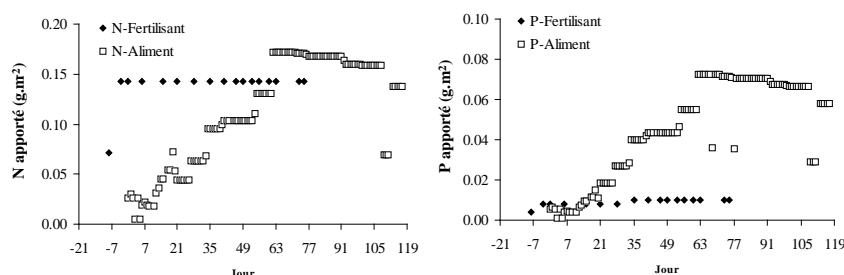 N apporté (g.m²)
0.20
0.15
0.10
0.05
0.00
N-Fertilisant
N-Aliment
-21 -7 7 21 35 49 63 77 91 105 119
Jour
P apporté (g.m²)
0.10
0.08
0.06
0.04
0.02
0.00
P-Fertilisant
P-Aliment
-21 -7 7 21 35 49 63 77 91 105 119
Jour